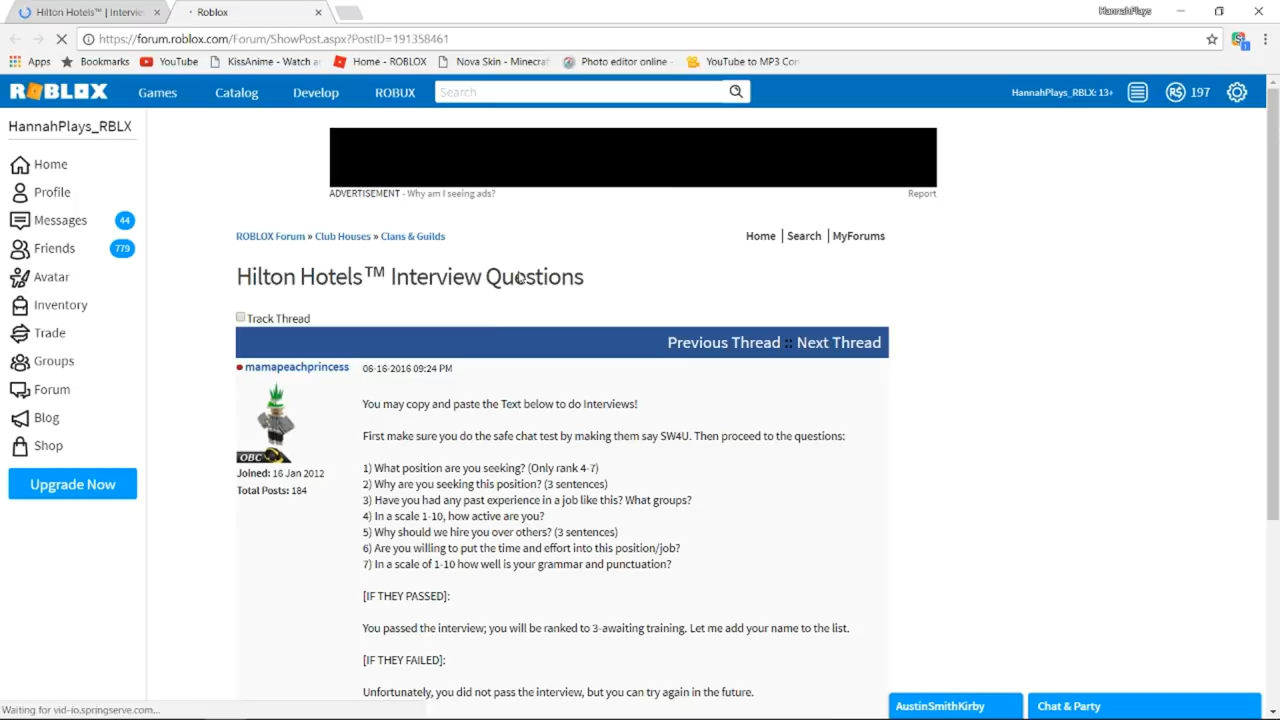 Hilton Hotels™ | Intervie
Roblox
HannahPlays
https://forum.roblox.com/Forum/ShowPost.aspx?PostID=191358461
Apps
Bookmarks
YouTube
KissAnime - Watch a
Home - ROBLOX
Nova Skin - Minecraf
Photo editor online -
YouTube to MP3 Con
ROBLOX
Games
Catalog
Develop
ROBUX
Search
HannahPlays_RBLX: 13+
R$ 197
HannahPlays_RBLX
Home
Profile
Messages 44
Friends 779
Avatar
Inventory
Trade
Groups
Forum
Blog
Shop
Upgrade Now
ADVERTISEMENT - Why am I seeing ads?
Report
ROBLOX Forum » Club Houses » Clans & Guilds
Home | Search | MyForums
Hilton Hotels™ Interview Questions
Track Thread
Previous Thread :: Next Thread
mamapeachprincess
OBC
Joined: 16 Jan 2012
Total Posts: 184
06-16-2016 09:24 PM
You may copy and paste the Text below to do Interviews!
First make sure you do the safe chat test by making them say SW4U. Then proceed to the questions:
1) What position are you seeking? (Only rank 4-7)
2) Why are you seeking this position? (3 sentences)
3) Have you had any past experience in a job like this? What groups?
4) In a scale 1-10, how active are you?
5) Why should we hire you over others? (3 sentences)
6) Are you willing to put the time and effort into this position/job?
7) In a scale of 1-10 how well is your grammar and punctuation?
[IF THEY PASSED]:
You passed the interview; you will be ranked to 3-awaiting training. Let me add your name to the list.
[IF THEY FAILED]:
Unfortunately, you did not pass the interview, but you can try again in the future.
Waiting for vid-io.springserve.com...
AustinSmithKirby
Chat & Party